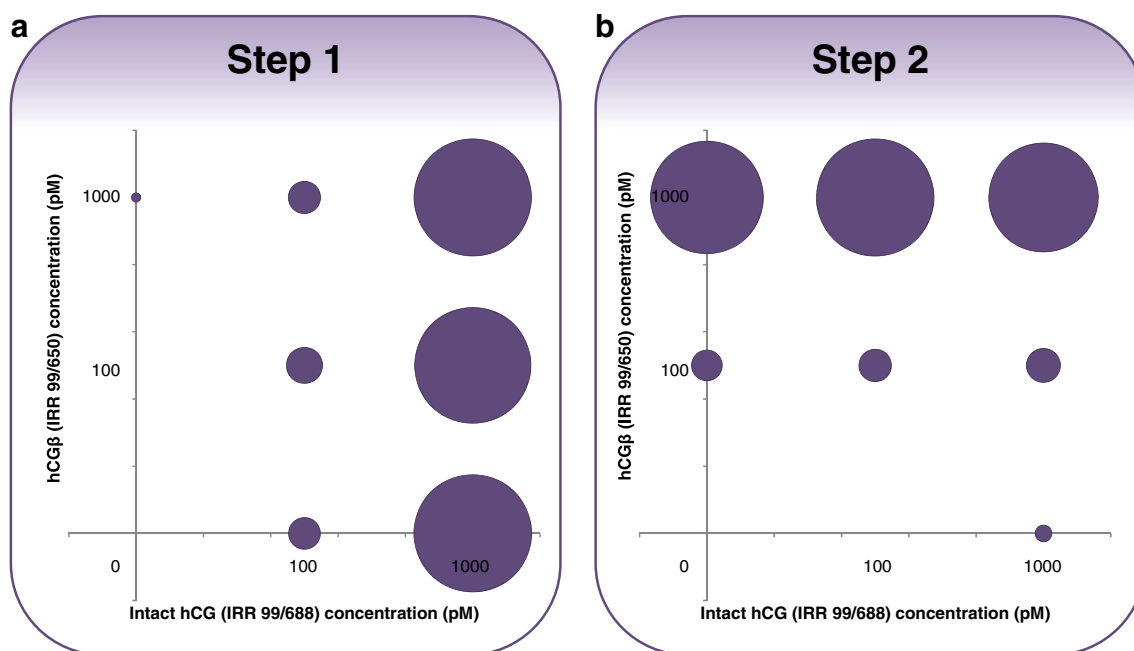 a
Step 1
hCGβ (IRR 99/650) concentration (pM)
1000
100
0
100
1000
Intact hCG (IRR 99/688) concentration (pM)
b
Step 2
hCGβ (IRR 99/650) concentration (pM)
1000
100
0
100
1000
Intact hCG (IRR 99/688) concentration (pM)